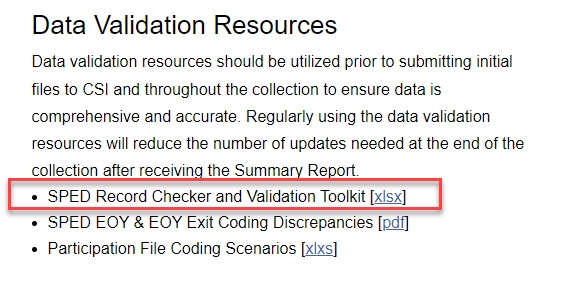 Data Validation Resources
Data validation resources should be utilized prior to submitting initial
files to CSI and throughout the collection to ensure data is
comprehensive and accurate. Regularly using the data validation
resources will reduce the number of updates needed at the end of the
collection after receiving the Summary Report.
• SPED Record Checker and Validation Toolkit [xlsx]
• SPED EOY & EOY Exit Coding Discrepancies [pdf]
• Participation File Coding Scenarios [xlxs]